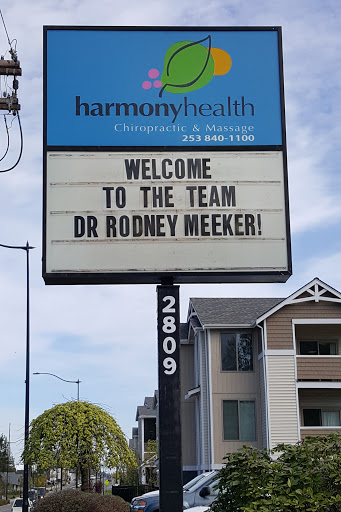 harmonyhealth
Chiropractic & Massage
253 840-1100
WELCOME
TO THE TEAM
DR RODNEY MEEKER!
2809